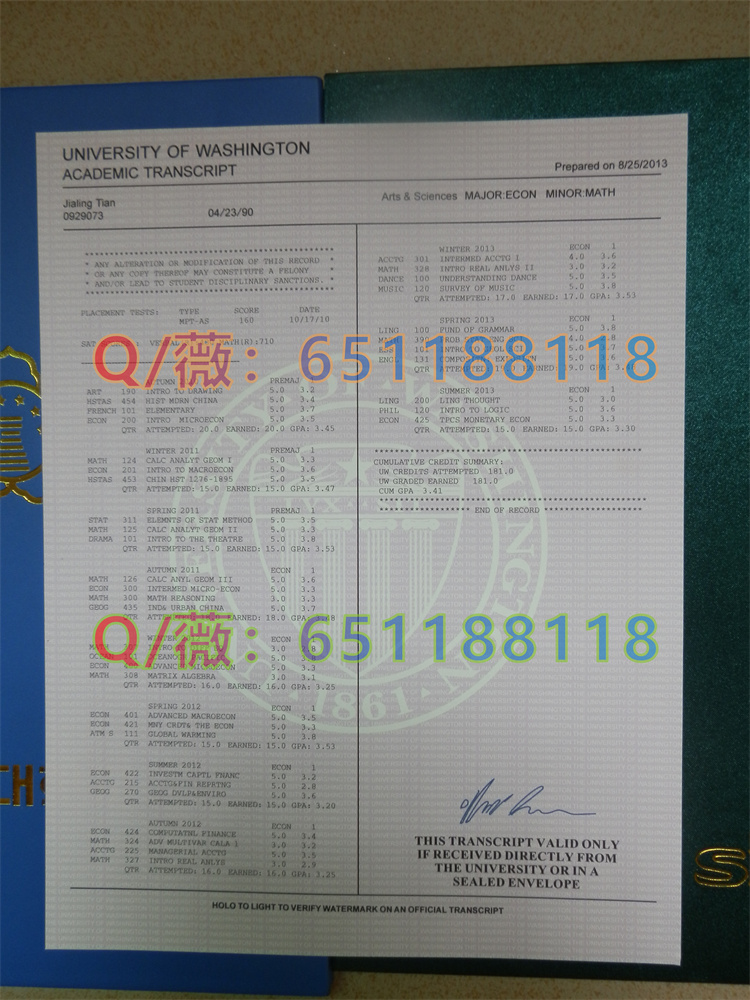 UNIVERSITY OF WASHINGTON
ACADEMIC TRANSCRIPT
Prepared on 8/25/2013
Jialing Tian
0929073
04/23/90
Arts & Sciences MAJOR:ECON MINOR:MATH
* ANY ALTERATION OR MODIFICATION OF THIS RECORD *
* OR ANY COPY THEREOF MAY CONSTITUTE A FELONY *
* AND/OR LEAD TO STUDENT DISCIPLINARY SANCTIONS. *
PLACEMENT TESTS: TYPE SCORE DATE
MPT-AS 160 10/17/10
SAT :710
Q/薇：651188118
PREMAJ 1
ART 190 INTRO TO DRAWING 5.0 3.2
HSTAS 454 HIST MDRN CHINA 5.0 3.4
FRENCH 101 ELEMENTARY 5.0 3.7
ECON 200 INTRO MICROECON 5.0 3.5
QTR ATTEMPTED: 20.0 EARNED: 20.0 GPA: 3.45
WINTER 2011 PREMAJ 1
MATH 124 CALC ANALYT GEOM I 5.0 3.3
ECON 201 INTRO TO MACROECON 5.0 3.6
HSTAS 453 CHIN HST 1276-1895 5.0 3.5
QTR ATTEMPTED: 15.0 EARNED: 15.0 GPA: 3.47
SPRING 2011 PREMAJ 1
STAT 311 ELEMNTS OF STAT METHOD 5.0 3.5
MATH 125 CALC ANALYT GEOM II 5.0 3.3
DRAMA 101 INTRO TO THE THEATRE 5.0 3.8
QTR ATTEMPTED: 15.0 EARNED: 15.0 GPA: 3.53
AUTUMN 2011 ECON 1
MATH 126 CALC ANYL GEOM III 5.0 3.6
ECON 300 INTERMED MICRO-ECON 5.0 3.3
MATH 300 MATH REASONING 3.0 3.3
GEOG 435 IND& URBAN CHINA 5.0 3.7
QTR 18.0
Q/薇：651188118
ECON 1
ECON
MATH 308 MATRIX ALGEBRA 3.0 3.1
QTR ATTEMPTED: 16.0 EARNED: 16.0 GPA: 3.25
SPRING 2012 ECON 1
ECON 401 ADVANCED MACROECON 5.0 3.5
ECON 423 MNY CRDT& THE ECON 5.0 3.3
ATM S 111 GLOBAL WARMING 5.0 3.8
QTR ATTEMPTED: 15.0 EARNED: 15.0 GPA: 3.53
SUMMER 2012 ECON 1
ECON 422 INVESTM CAPTL FNANC 5.0 3.2
ACCTG 215 ACCTG&FIN REPRTNG 5.0 2.8
GEOG 270 GEOG DVLP&ENVIRO 5.0 3.6
QTR ATTEMPTED: 15.0 EARNED: 15.0 GPA: 3.20
AUTUMN 2012 ECON 1
ECON 424 COMPUTATNL FINANCE 5.0 3.4
MATH 324 ADV MULTIVAR CALA I 3.0 3.2
ACCTG 225 MANAGERIAL ACCTG 5.0 3.5
MATH 327 INTRO REAL ANLYS 3.0 2.9
QTR ATTEMPTED: 16.0 EARNED: 16.0 GPA: 3.25
WINTER 2013 ECON 1
ACCTG 301 INTERMED ACCTG I 4.0 3.6
MATH 328 INTRO REAL ANLYS II 3.0 3.2
DANCE 100 UNDERSTANDING DANCE 5.0 3.5
MUSIC 120 SURVEY OF MUSIC 5.0 3.8
QTR ATTEMPTED: 17.0 EARNED: 17.0 GPA: 3.53
SPRING 2013 ECON 1
LING 100 FUND OF GRAMMAR 5.0 3.8
101
131
QTR
SUMMER 2013 ECON 1
LING 200 LING THOUGHT 5.0 3.0
PHIL 120 INTRO TO LOGIC 5.0 3.6
ECON 425 TPCS MONETARY ECON 5.0 3.3
QTR ATTEMPTED: 15.0 EARNED: 15.0 GPA: 3.30
CUMULATIVE CREDIT SUMMARY:
UW CREDITS ATTEMPTED 181.0
UW GRADED EARNED 181.0
CUM GPA 3.41
END OF RECORD
1861
THIS TRANSCRIPT VALID ONLY
IF RECEIVED DIRECTLY FROM
THE UNIVERSITY OR IN A
SEALED ENVELOPE
HOLD TO LIGHT TO VERIFY WATERMARK ON AN OFFICIAL TRANSCRIPT
S